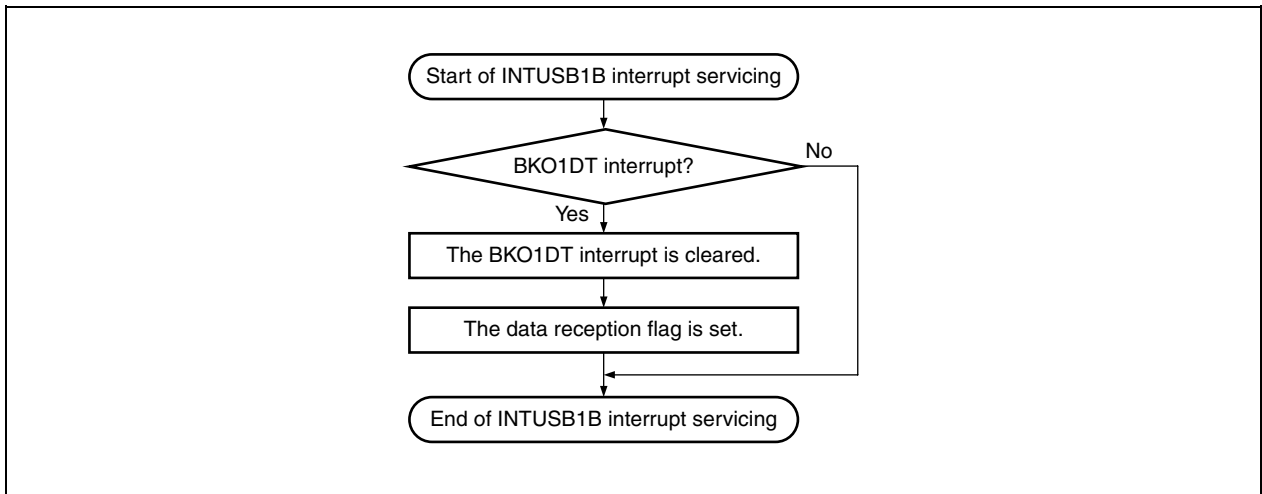 Start of INTUSB1B interrupt servicing
BKO1DT interrupt?
No
Yes
The BKO1DT interrupt is cleared.
The data reception flag is set.
End of INTUSB1B interrupt servicing